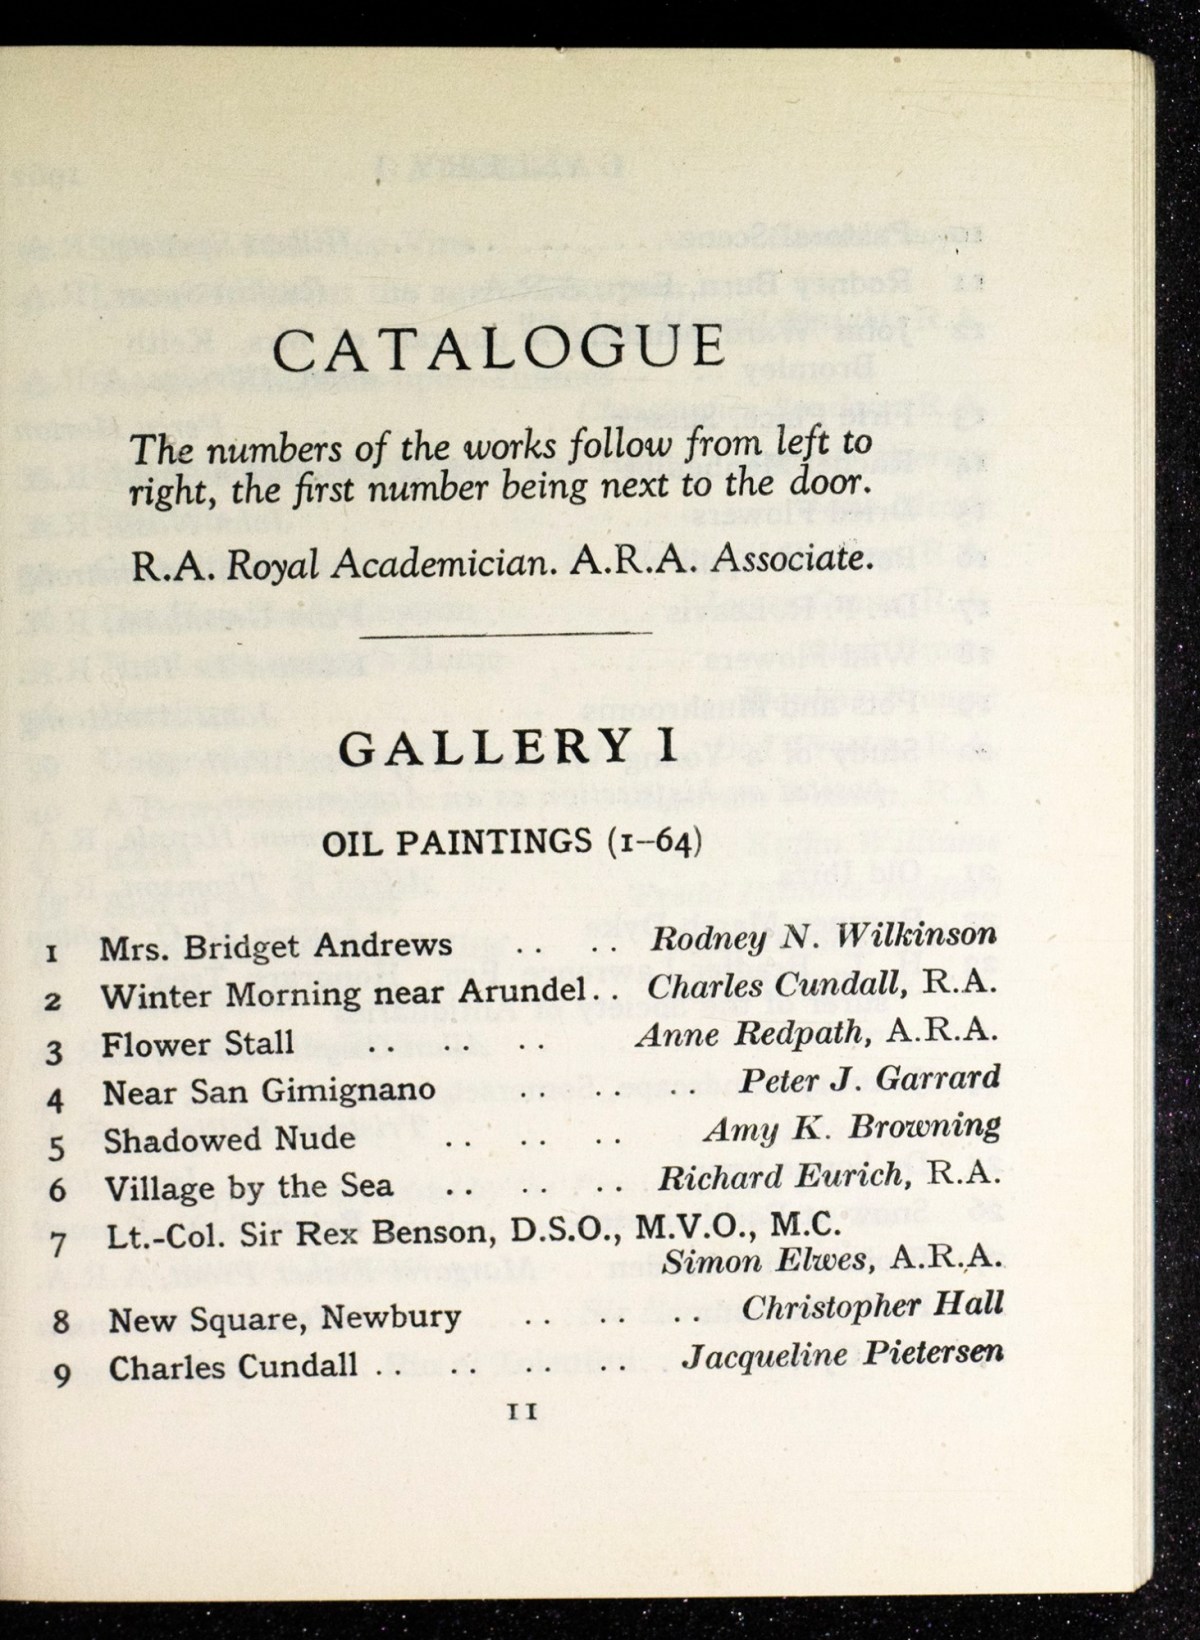 CATALOGUE
The numbers of the works follow from left to
right, the first number being next to the door.
R.A. Royal Academician. A.R.A. Associate.
GALLERY I
OIL PAINTINGS (1–64)
1 Mrs. Bridget Andrews .. .. Rodney N. Wilkinson
2 Winter Morning near Arundel.. Charles Cundall, R.A.
3 Flower Stall .. .. .. Anne Redpath, A.R.A.
4 Near San Gimignano .. .. .. Peter J. Garrard
5 Shadowed Nude .. .. .. Amy K. Browning
6 Village by the Sea .. .. .. Richard Eurich, R.A.
7 Lt.-Col. Sir Rex Benson, D.S.O., M.V.O., M.C.
Simon Elwes, A.R.A.
8 New Square, Newbury .. .. .. Christopher Hall
9 Charles Cundall .. .. .. .. Jacqueline Pietersen
11